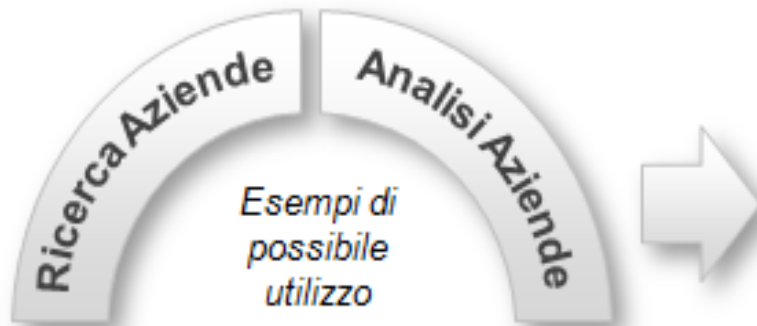 Ricerca Aziende
Analisi Aziende
Esempi di
possibile
utilizzo